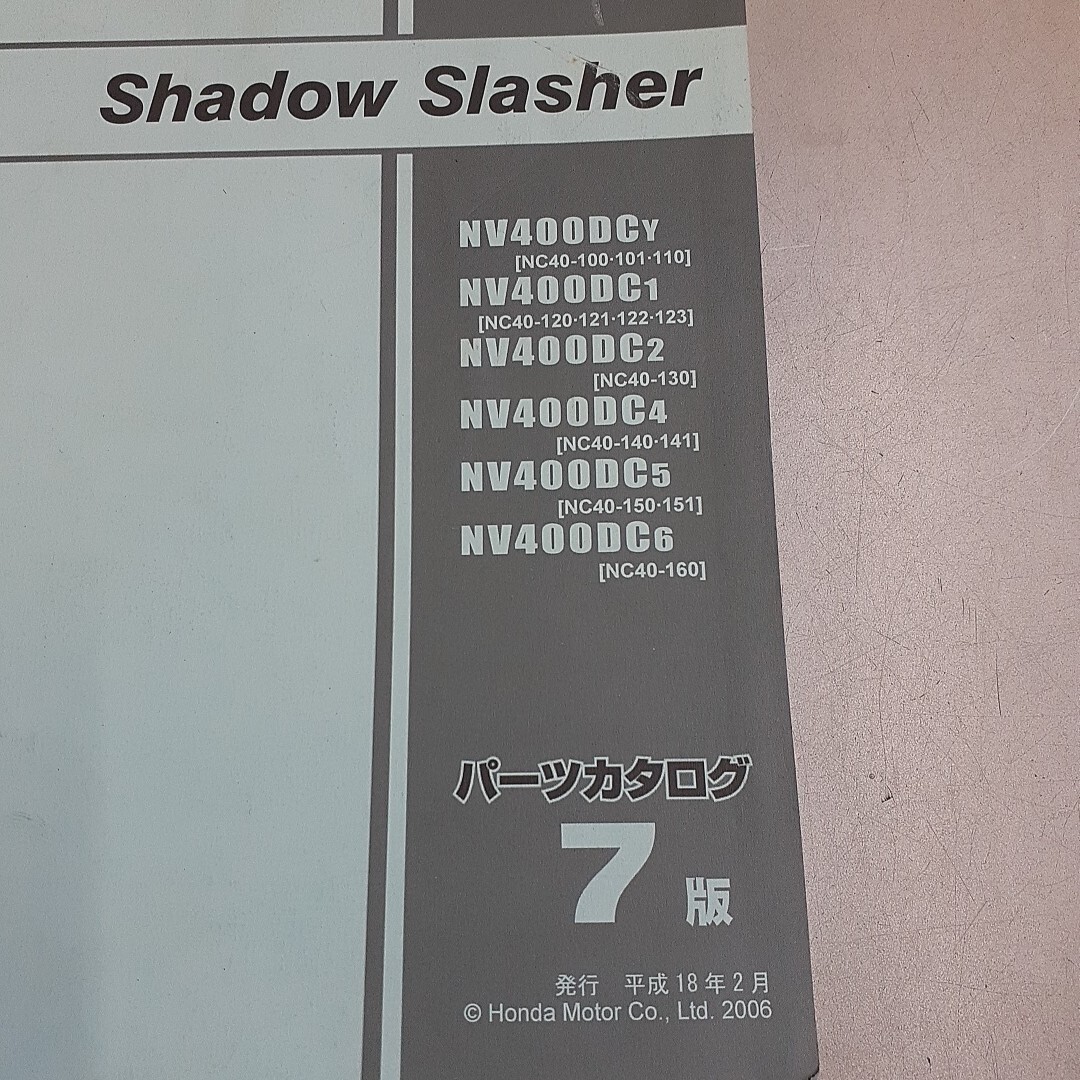 Shadow Slasher
NV400DCY
[NC40-100·101·110]
NV400DC1
[NC40-120·121·122·123]
NV400DC2
[NC40-130]
NV400DC4
[NC40-140·141]
NV400DC5
[NC40-150·151]
NV400DC6
[NC40-160]
パーツカタログ
7 版
発行 平成18年2月
© Honda Motor Co., Ltd. 2006